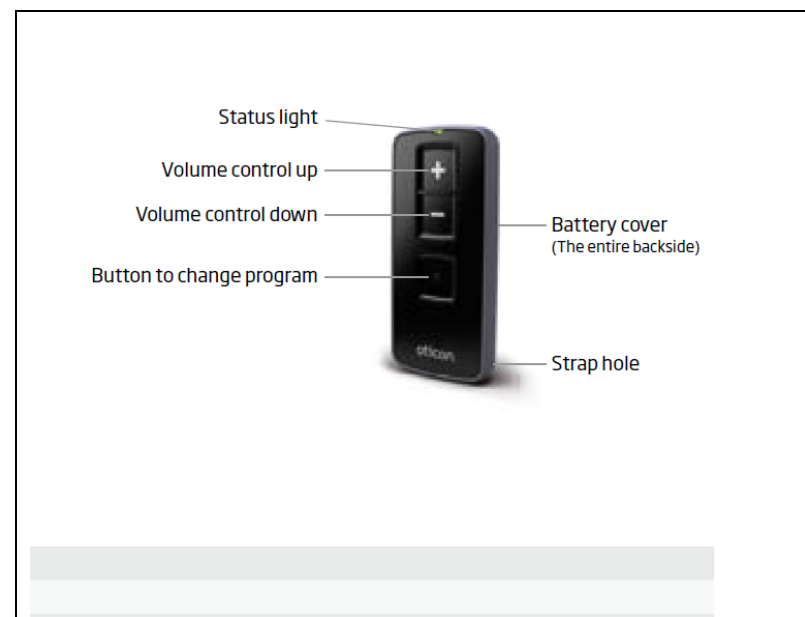 Status light
Volume control up
Volume control down
Button to change program
Battery cover
(The entire backside)
Strap hole
+
−
oticon